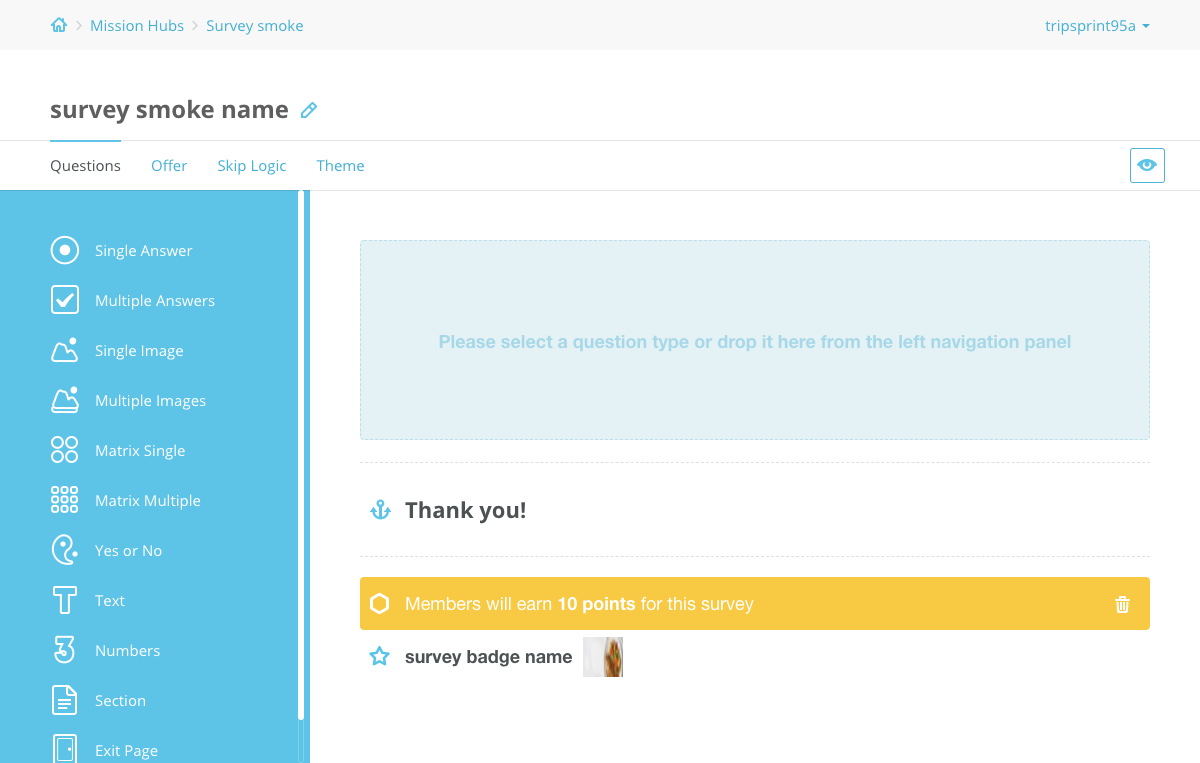 Mission Hubs
Survey smoke
tripsprint95a
survey smoke name
Questions
Offer
Skip Logic
Theme
Single Answer
Multiple Answers
Single Image
Multiple Images
Matrix Single
Matrix Multiple
Yes or No
Text
Numbers
Section
Exit Page
Please select a question type or drop it here from the left navigation panel
Thank you!
Members will earn 10 points for this survey
survey badge name